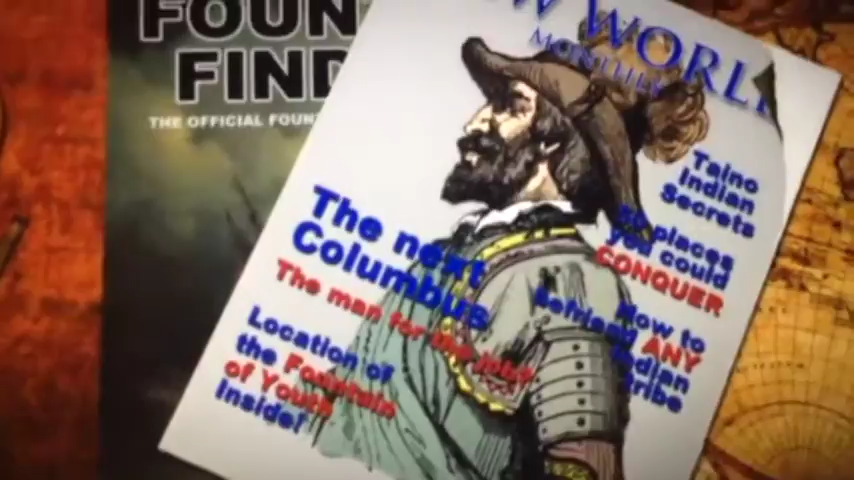 FOUN
FIND
THE OFFICIAL FOUNT
WORL
MONTHLY
Taino
Indian
Secrets
50 places
you could
CONQUER
How to
Befriend ANY
Indian
tribe
The next
Columbus
The man for the job?
Location of
the Fountain
of Youth
Inside!